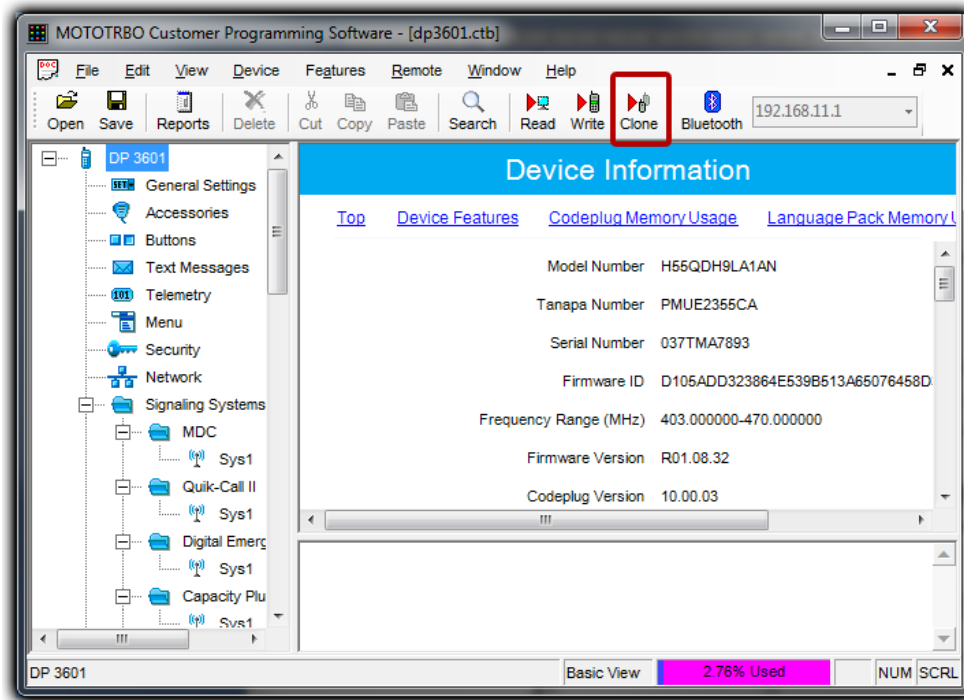 MOTOTRBO Customer Programming Software - [dp3601.ctb]
File Edit View Device Features Remote Window Help
Open Save Reports Delete Cut Copy Paste Search Read Write Clone Bluetooth 192.168.11.1
DP 3601
General Settings
Accessories
Buttons
Text Messages
Telemetry
Menu
Security
Network
Signaling Systems
MDC
Sys1
Quik-Call II
Sys1
Digital Emerg
Sys1
Capacity Plu
Sys1
Device Information
Top Device Features Codeplug Memory Usage Language Pack Memory U
Model Number H55QDH9LA1AN
Tanapa Number PMUE2355CA
Serial Number 037TMA7893
Firmware ID D105ADD323864E539B513A65076458D
Frequency Range (MHz) 403.000000-470.000000
Firmware Version R01.08.32
Codeplug Version 10.00.03
DP 3601 Basic View 2.76% Used NUM SCRL